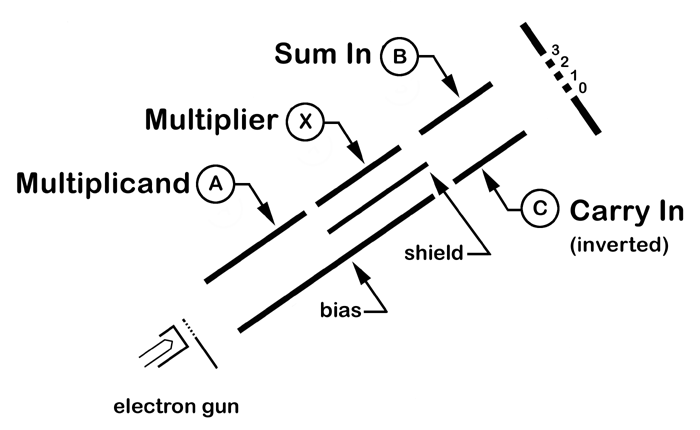 3
2
1
0
Sum In B
Multiplier X
Multiplicand A
C Carry In
(inverted)
shield
bias
electron gun